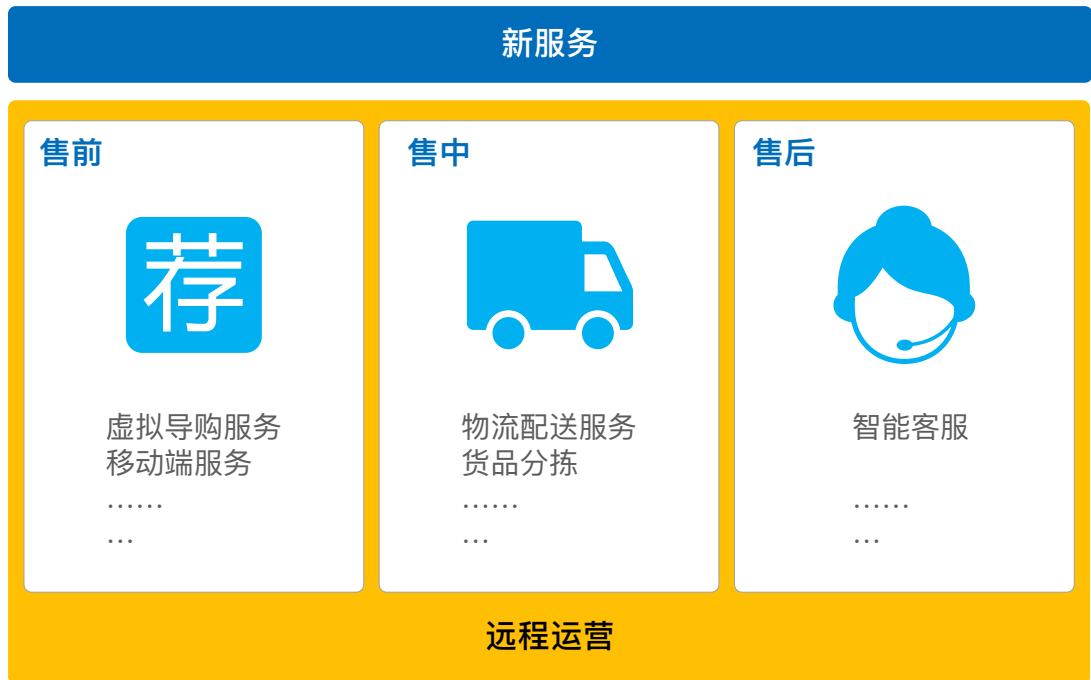 新服务
售前
荐
虚拟导购服务
移动端服务
……
…
售中
物流配送服务
货品分拣
……
…
售后
智能客服
……
…
远程运营